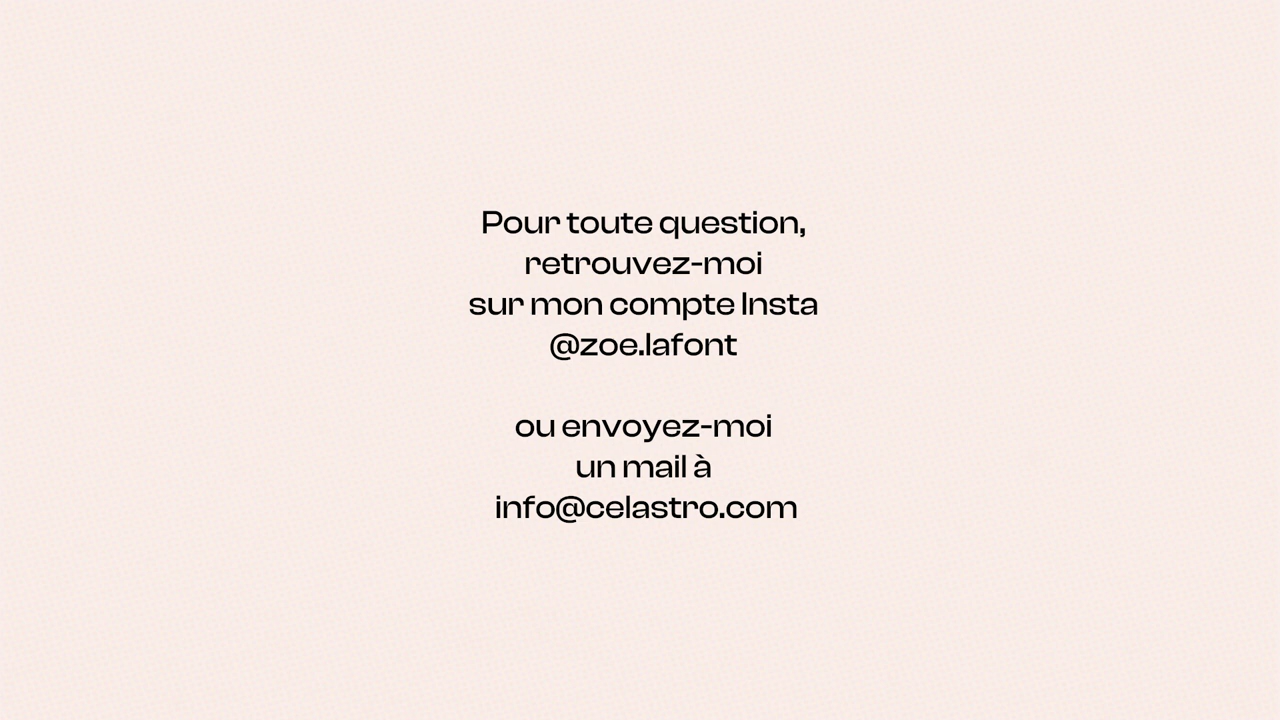 Pour toute question,
retrouvez-moi
sur mon compte Insta
@zoe.lafont
ou envoyez-moi
un mail à
info@celastro.com